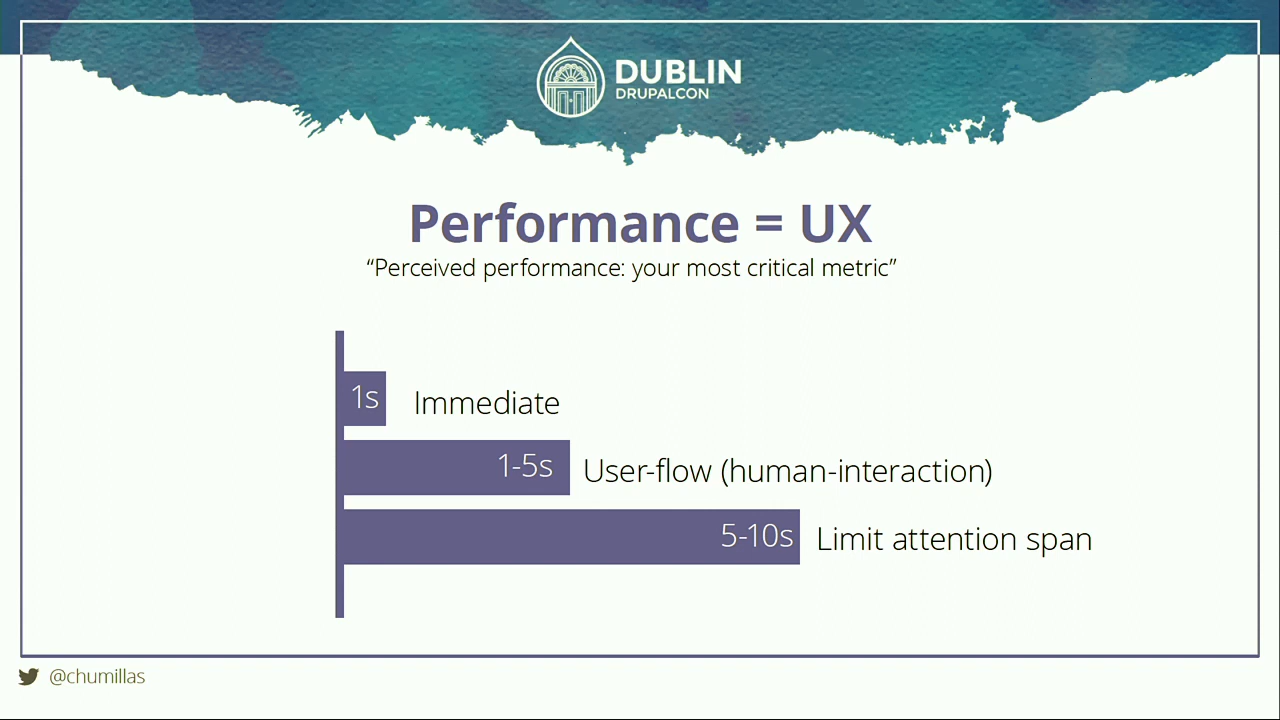 DUBLIN
DRUPALCON
Performance = UX
“Perceived performance: your most critical metric”
1s Immediate
1-5s User-flow (human-interaction)
5-10s Limit attention span
@chumillas